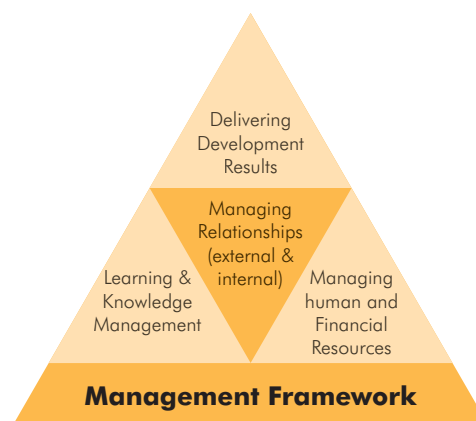 Delivering
Development
Results
Managing
Relationships
(external &
internal)
Learning &
Knowledge
Management
Managing
human and
Financial
Resources
Management Framework